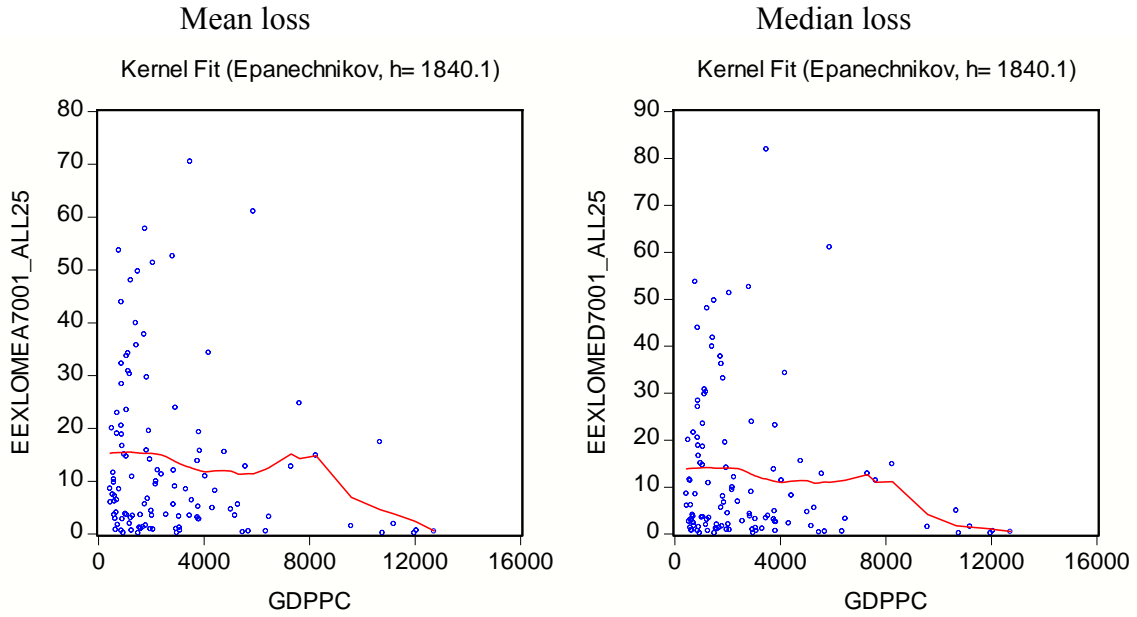 Mean loss
Kernel Fit (Epanechnikov, h= 1840.1)
80
70
60
50
40
30
20
10
0
EEXLOMEA7001_ALL25
0 4000 8000 12000 16000
GDPPC
Median loss
Kernel Fit (Epanechnikov, h= 1840.1)
90
80
70
60
50
40
30
20
10
0
EEXLOMED7001_ALL25
0 4000 8000 12000 16000
GDPPC